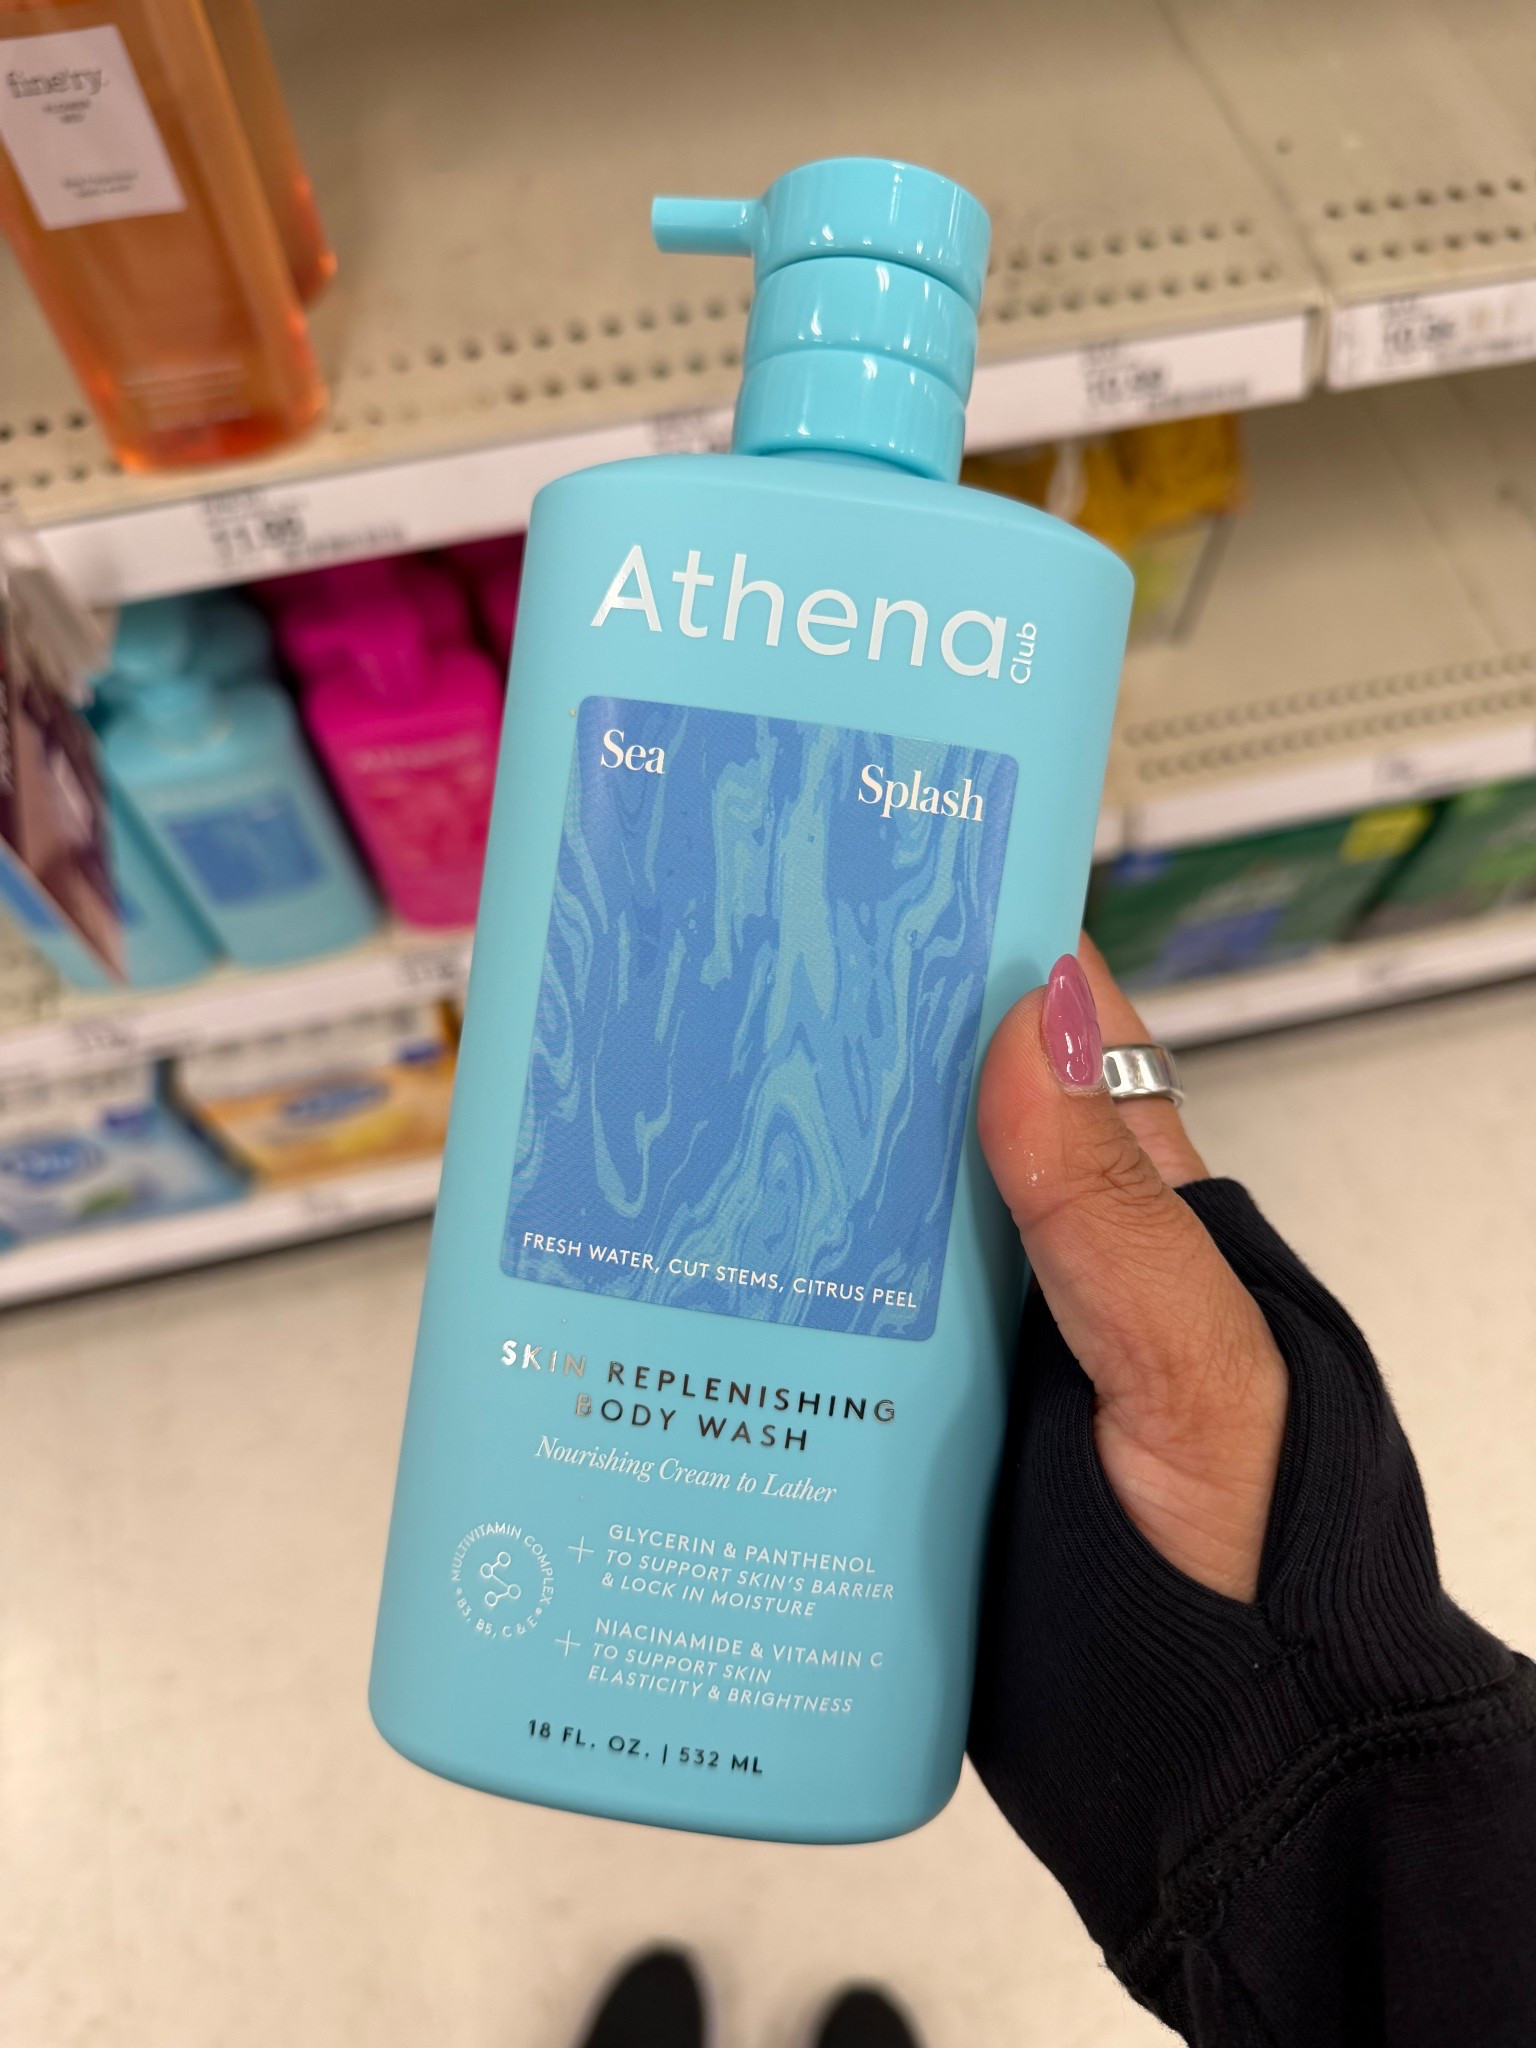 Athena
Club
Sea
Splash
FRESH WATER, CUT STEMS, CITRUS PEEL
SKIN REPLENISHING
BODY WASH
Nourishing Cream to Lather
MULTIVITAMIN COMPLEX
B3, B5, C & E
GLYCERIN & PANTHENOL
TO SUPPORT SKIN'S BARRIER
& LOCK IN MOISTURE
NIACINAMIDE & VITAMIN C
TO SUPPORT SKIN
ELASTICITY & BRIGHTNESS
18 FL. OZ. | 532 ML